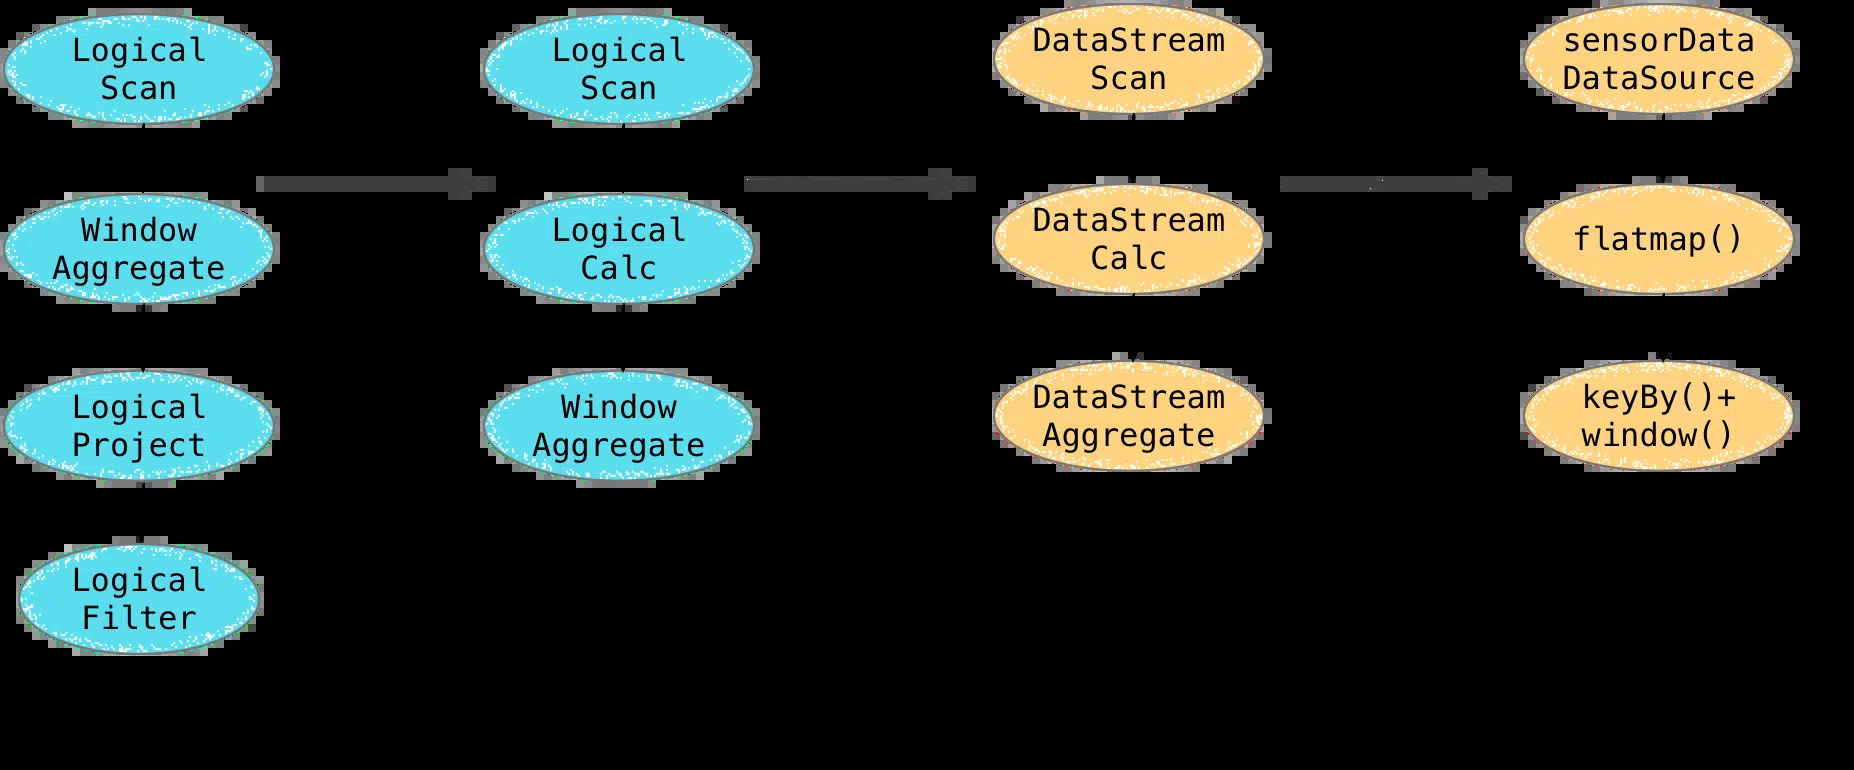 Logical
Scan
Window
Aggregate
Logical
Project
Logical
Filter
Logical
Scan
Logical
Calc
Window
Aggregate
DataStream
Scan
DataStream
Calc
DataStream
Aggregate
sensorData
DataSource
flatmap()
keyBy()+
window()